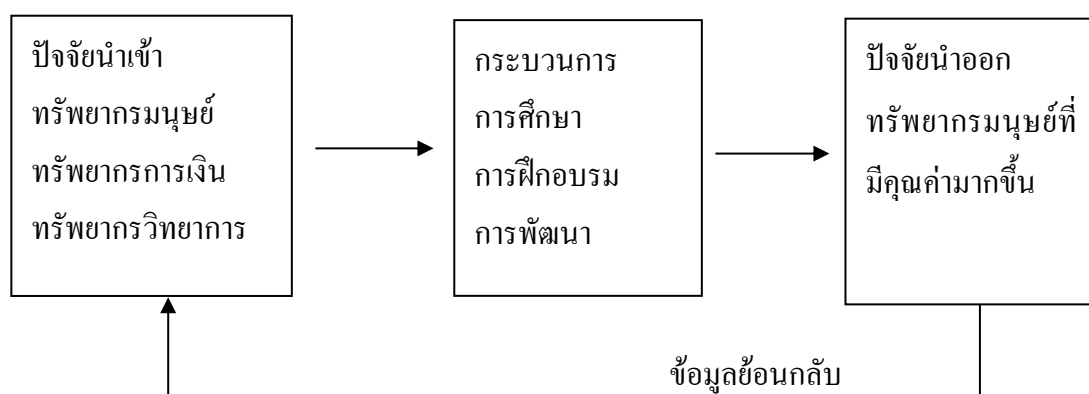 ปัจจัยนำเข้า
ทรัพยากรมนุษย์
ทรัพยากรการเงิน
ทรัพยากรวิทยาการ
กระบวนการ
การศึกษา
การฝึกอบรม
การพัฒนา
ปัจจัยนำออก
ทรัพยากรมนุษย์ที่
มีคุณค่ามากขึ้น
ข้อมูลย้อนกลับ